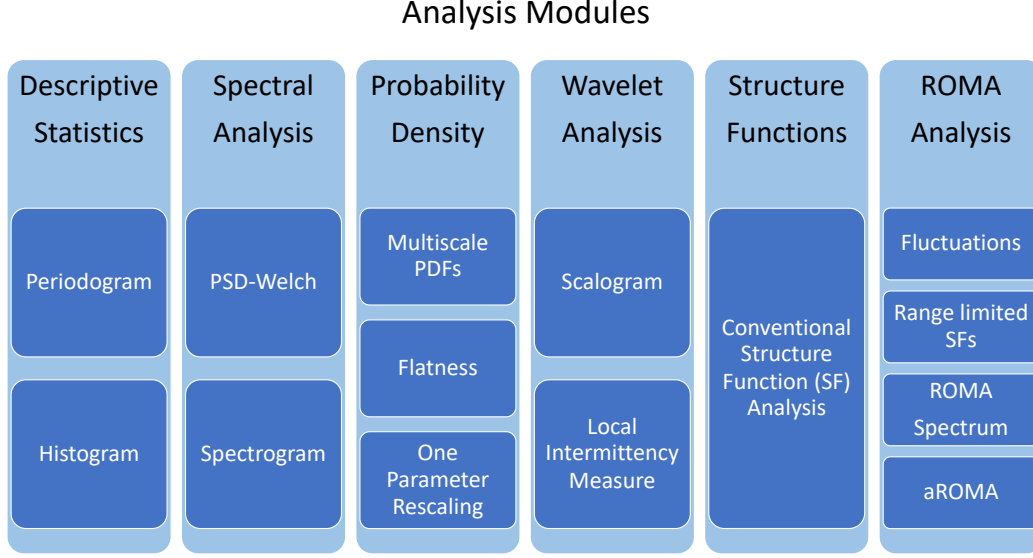 Analysis Modules
Descriptive
Statistics
Periodogram
Histogram
Spectral
Analysis
PSD-Welch
Spectrogram
Probability
Density
Multiscale
PDFs
Flatness
One
Parameter
Rescaling
Wavelet
Analysis
Scalogram
Local
Intermittency
Measure
Structure
Functions
Conventional
Structure
Function (SF)
Analysis
ROMA
Analysis
Fluctuations
Range limited
SFs
ROMA
Spectrum
aROMA